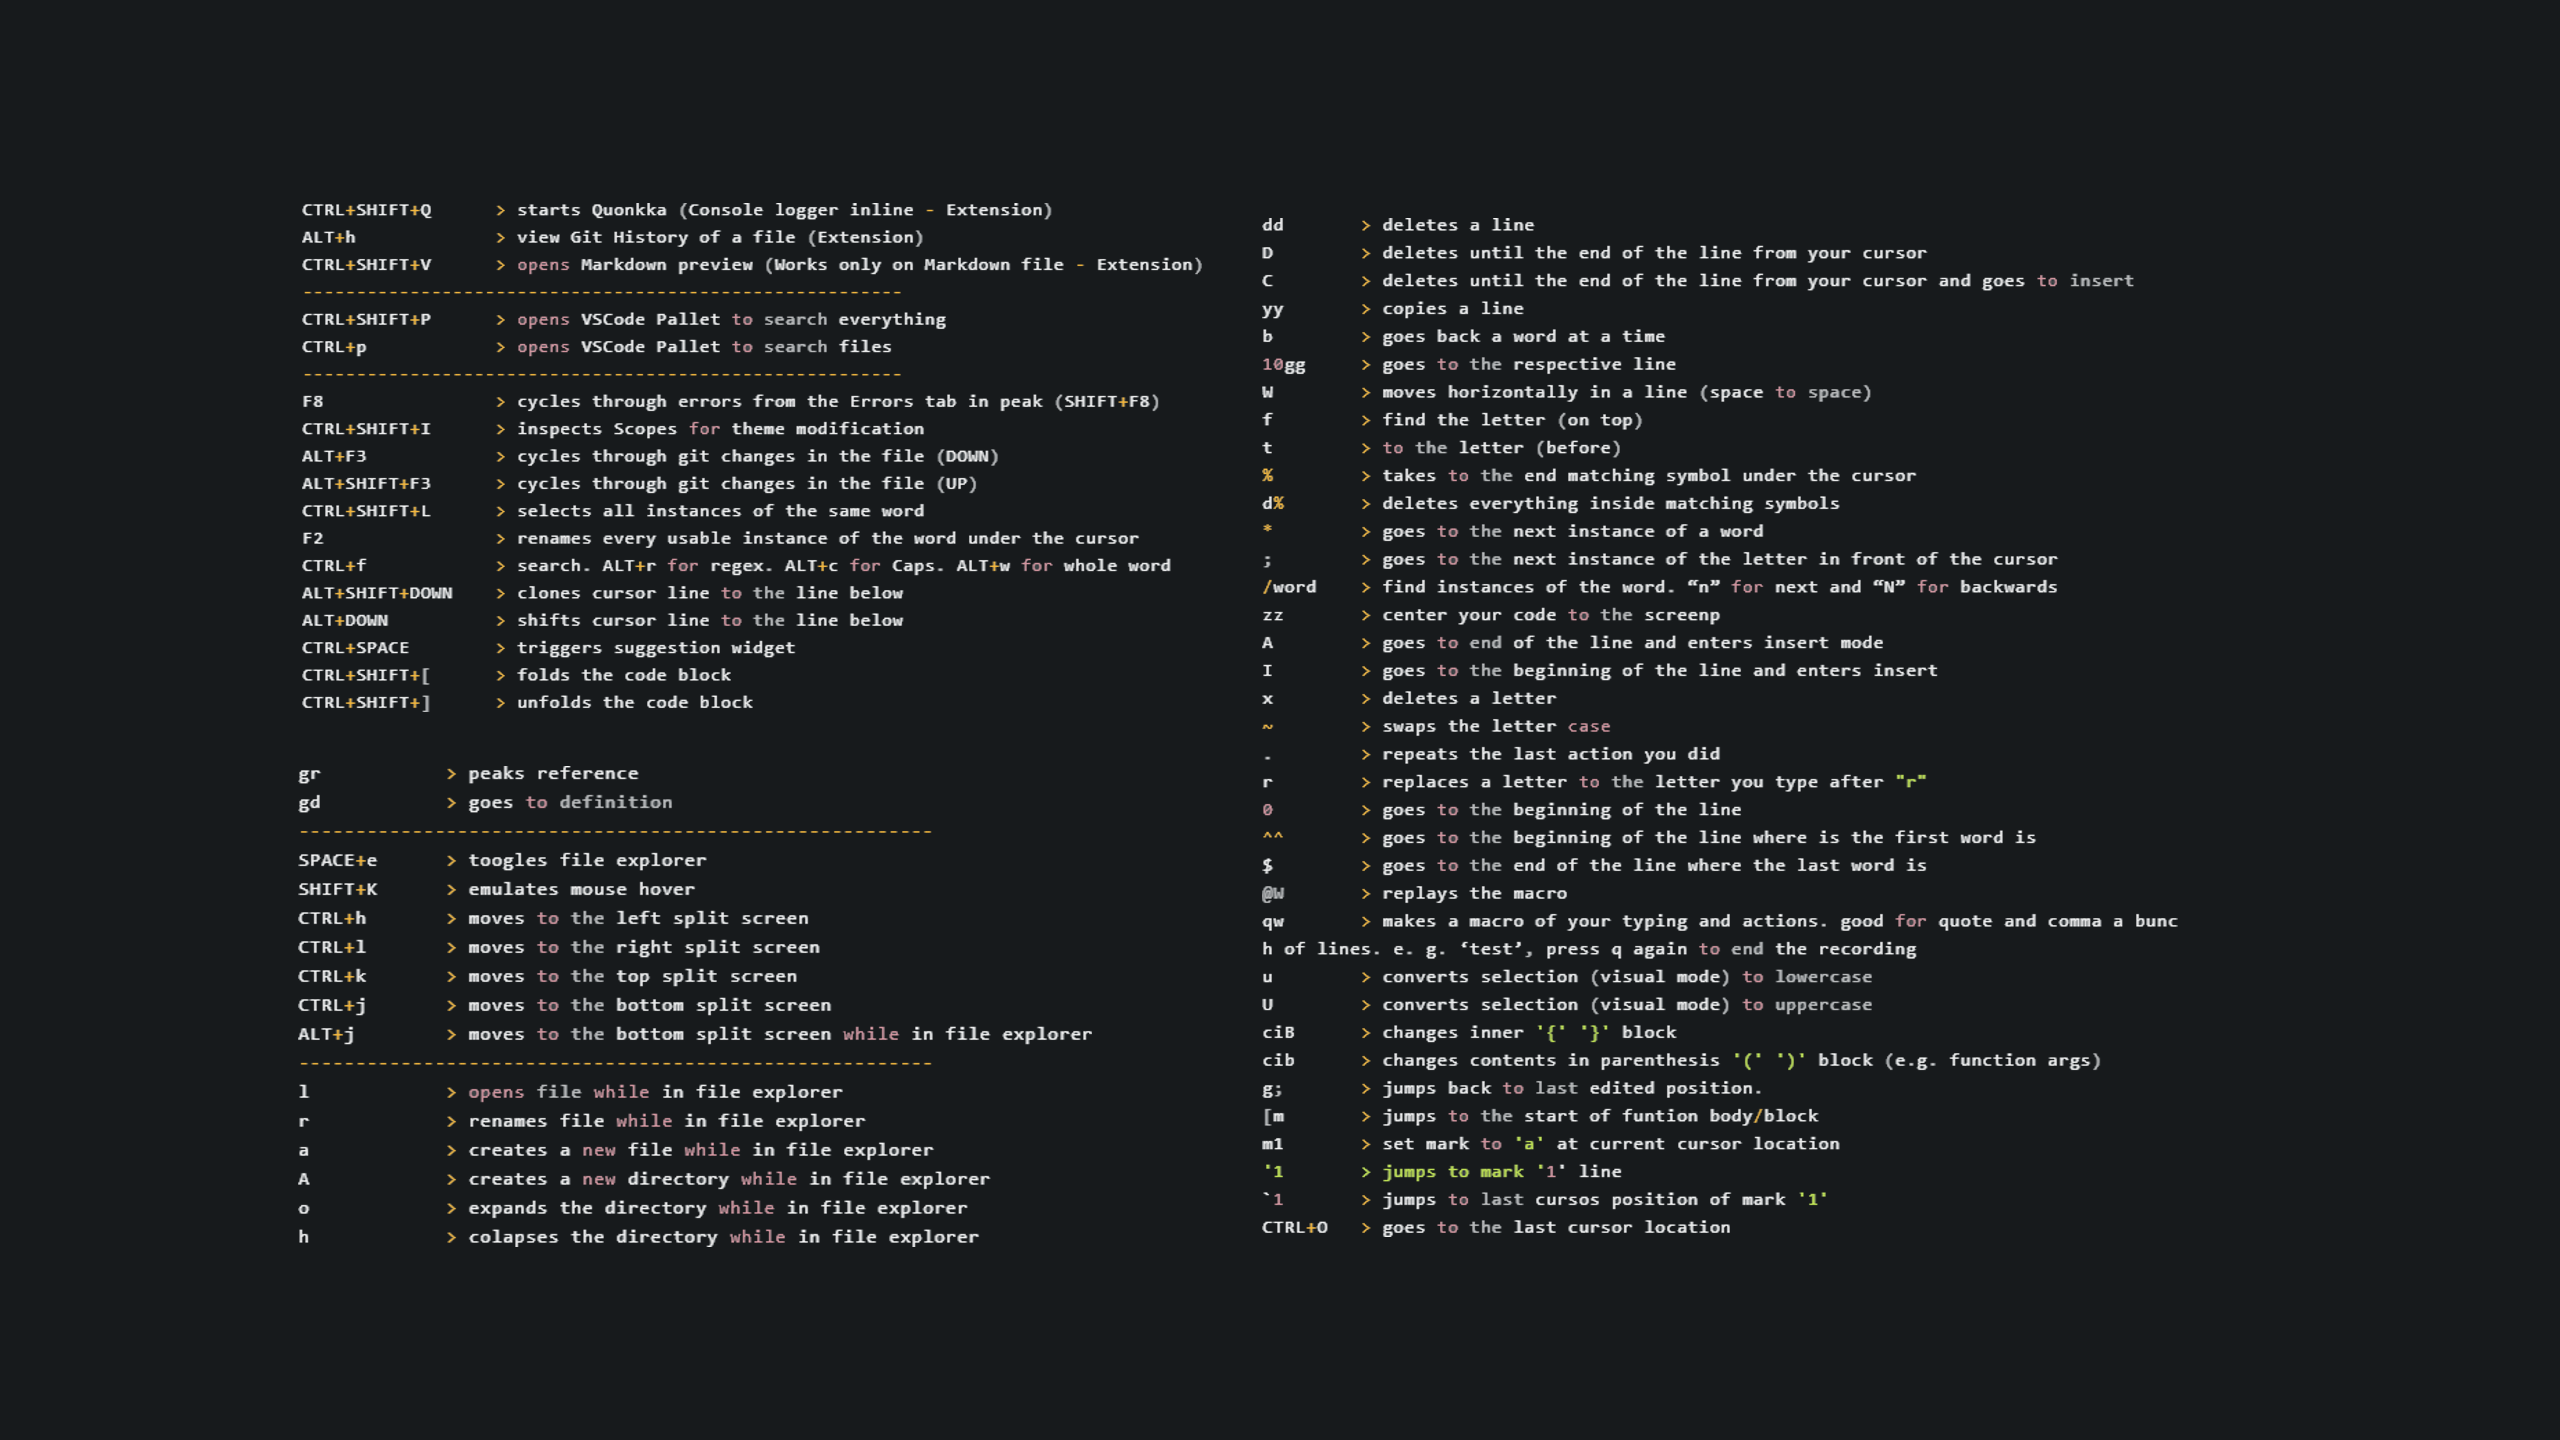 CTRL+SHIFT+Q > starts Quonkka (Console logger inline - Extension)
ALT+h > view Git History of a file (Extension)
CTRL+SHIFT+V > opens Markdown preview (Works only on Markdown file - Extension)
--------------------------------------------------------
CTRL+SHIFT+P > opens VSCode Pallet to search everything
CTRL+p > opens VSCode Pallet to search files
--------------------------------------------------------
F8 > cycles through errors from the Errors tab in peak (SHIFT+F8)
CTRL+SHIFT+I > inspects Scopes for theme modification
ALT+F3 > cycles through git changes in the file (DOWN)
ALT+SHIFT+F3 > cycles through git changes in the file (UP)
CTRL+SHIFT+L > selects all instances of the same word
F2 > renames every usable instance of the word under the cursor
CTRL+f > search. ALT+r for regex. ALT+c for Caps. ALT+w for whole word
ALT+SHIFT+DOWN > clones cursor line to the line below
ALT+DOWN > shifts cursor line to the line below
CTRL+SPACE > triggers suggestion widget
CTRL+SHIFT+[ > folds the code block
CTRL+SHIFT+] > unfolds the code block
gr > peaks reference
gd > goes to definition
--------------------------------------------------------
SPACE+e > toogles file explorer
SHIFT+K > emulates mouse hover
CTRL+h > moves to the left split screen
CTRL+l > moves to the right split screen
CTRL+k > moves to the top split screen
CTRL+j > moves to the bottom split screen
ALT+j > moves to the bottom split screen while in file explorer
--------------------------------------------------------
l > opens file while in file explorer
r > renames file while in file explorer
a > creates a new file while in file explorer
A > creates a new directory while in file explorer
o > expands the directory while in file explorer
h > colapses the directory while in file explorer
dd > deletes a line
D > deletes until the end of the line from your cursor
C > deletes until the end of the line from your cursor and goes to insert
yy > copies a line
b > goes back a word at a time
10gg > goes to the respective line
W > moves horizontally in a line (space to space)
f > find the letter (on top)
t > to the letter (before)
% > takes to the end matching symbol under the cursor
d% > deletes everything inside matching symbols
* > goes to the next instance of a word
; > goes to the next instance of the letter in front of the cursor
/word > find instances of the word. “n” for next and “N” for backwards
zz > center your code to the screenp
A > goes to end of the line and enters insert mode
I > goes to the beginning of the line and enters insert
x > deletes a letter
~ > swaps the letter case
. > repeats the last action you did
r > replaces a letter to the letter you type after "r"
0 > goes to the beginning of the line
^^ > goes to the beginning of the line where is the first word is
$ > goes to the end of the line where the last word is
@W > replays the macro
qw > makes a macro of your typing and actions. good for quote and comma a bunc
h of lines. e. g. ‘test’, press q again to end the recording
u > converts selection (visual mode) to lowercase
U > converts selection (visual mode) to uppercase
ciB > changes inner '{' '}' block
cib > changes contents in parenthesis '(' ')' block (e.g. function args)
g; > jumps back to last edited position.
[m > jumps to the start of funtion body/block
m1 > set mark to 'a' at current cursor location
'1 > jumps to mark '1' line
`1 > jumps to last cursos position of mark '1'
CTRL+O > goes to the last cursor location